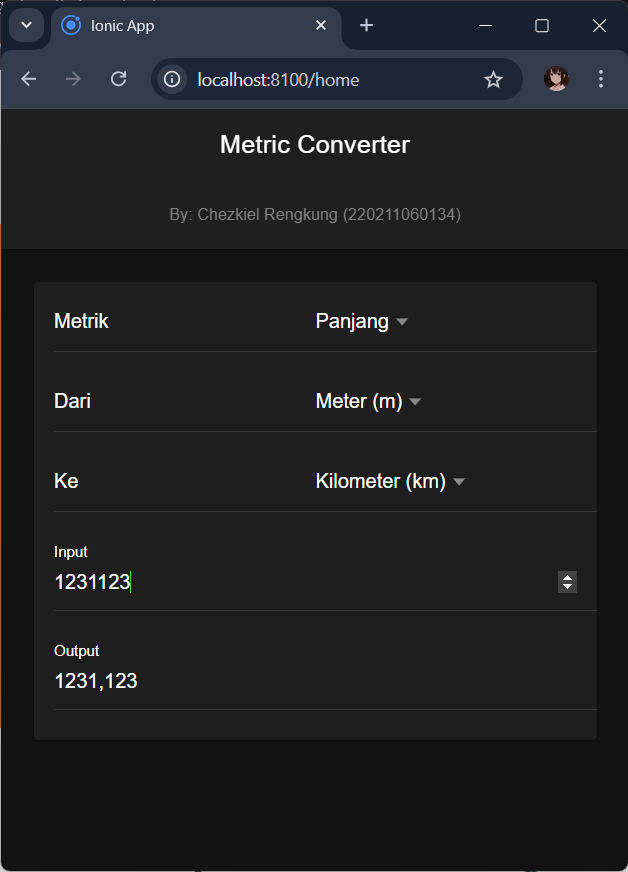 Ionic App
localhost:8100/home
Metric Converter
By: Chezkiel Rengkung (220211060134)
Metrik Panjang
Dari Meter (m)
Ke Kilometer (km)
Input
1231123
Output
1231,123